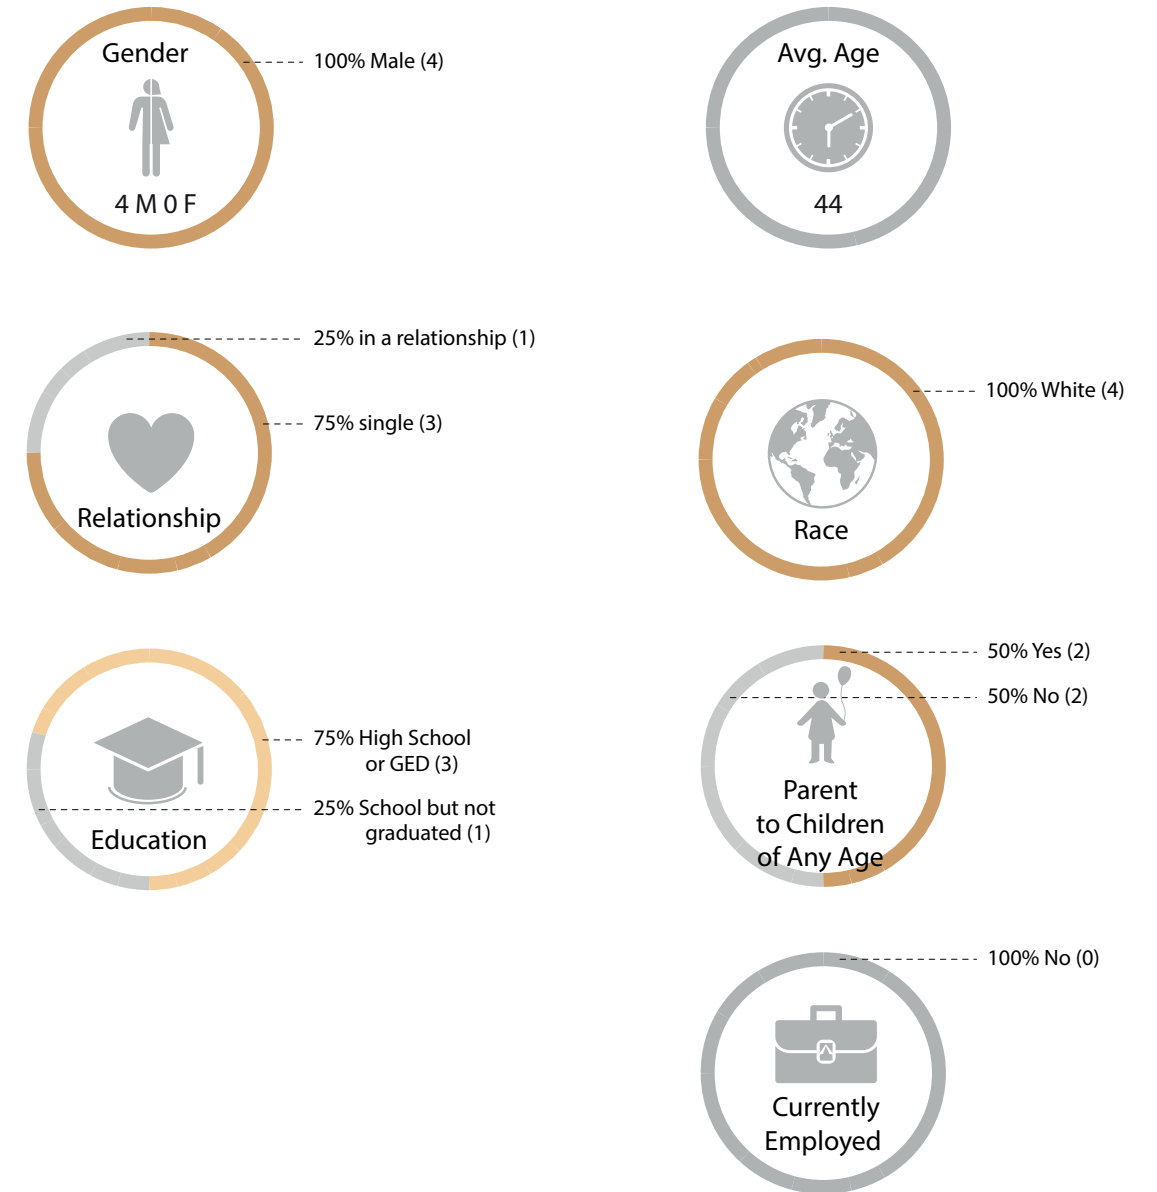 Gender
4 M 0 F
100% Male (4)
Avg. Age
44
25% in a relationship (1)
75% single (3)
Relationship
100% White (4)
Race
75% High School
or GED (3)
25% School but not
graduated (1)
Education
50% Yes (2)
50% No (2)
Parent
to Children
of Any Age
100% No (0)
Currently
Employed